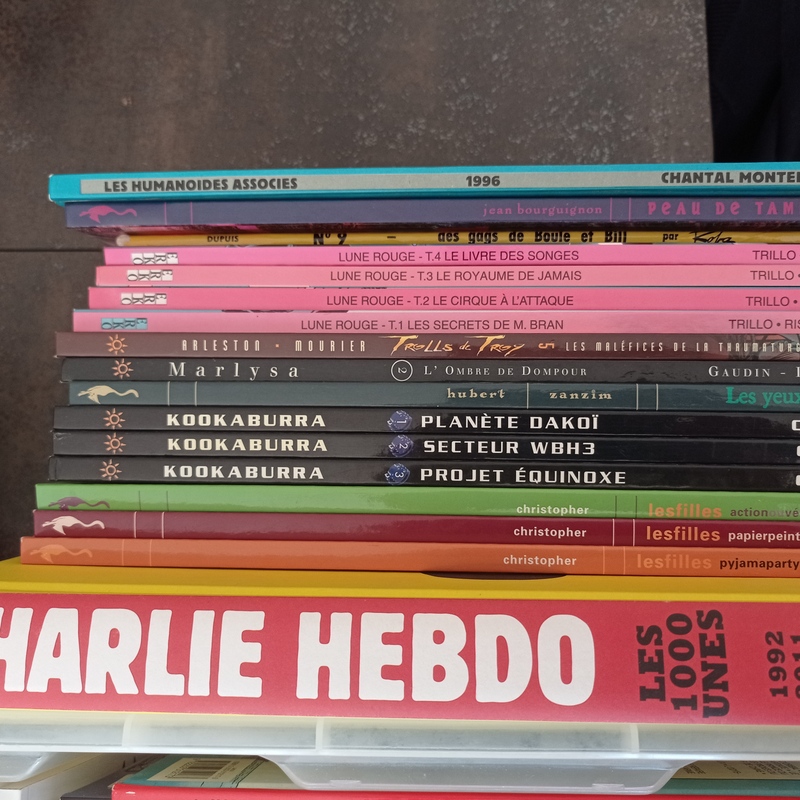 LES HUMANOIDES ASSOCIES 1996 CHANTAL MONTEL
jean bourguignon PEAU DE TAM
DUPUIS N° 9 - des gags de Boule et Bill par Roba
LUNE ROUGE - T.4 LE LIVRE DES SONGES TRILLO
LUNE ROUGE - T.3 LE ROYAUME DE JAMAIS TRILLO •
LUNE ROUGE - T.2 LE CIRQUE À L'ATTAQUE TRILLO •
LUNE ROUGE - T.1 LES SECRETS DE M. BRAN TRILLO • RIS
ARLESTON • MOURIER Trolls de Troy 5 LES MALÉFICES DE LA THAUMATURG
Marlysa 2 L'OMBRE DE DOMPOUR GAUDIN -
hubert zanzim Les yeux
KOOKABURRA 1 PLANÈTE DAKOÏ
KOOKABURRA 2 SECTEUR WBH3
KOOKABURRA 3 PROJET ÉQUINOXE
christopher lesfilles actionouvé
christopher lesfilles papierpeint
christopher lesfilles pyjamaparty
HARLIE HEBDO LES 1000 UNES 1992 2011